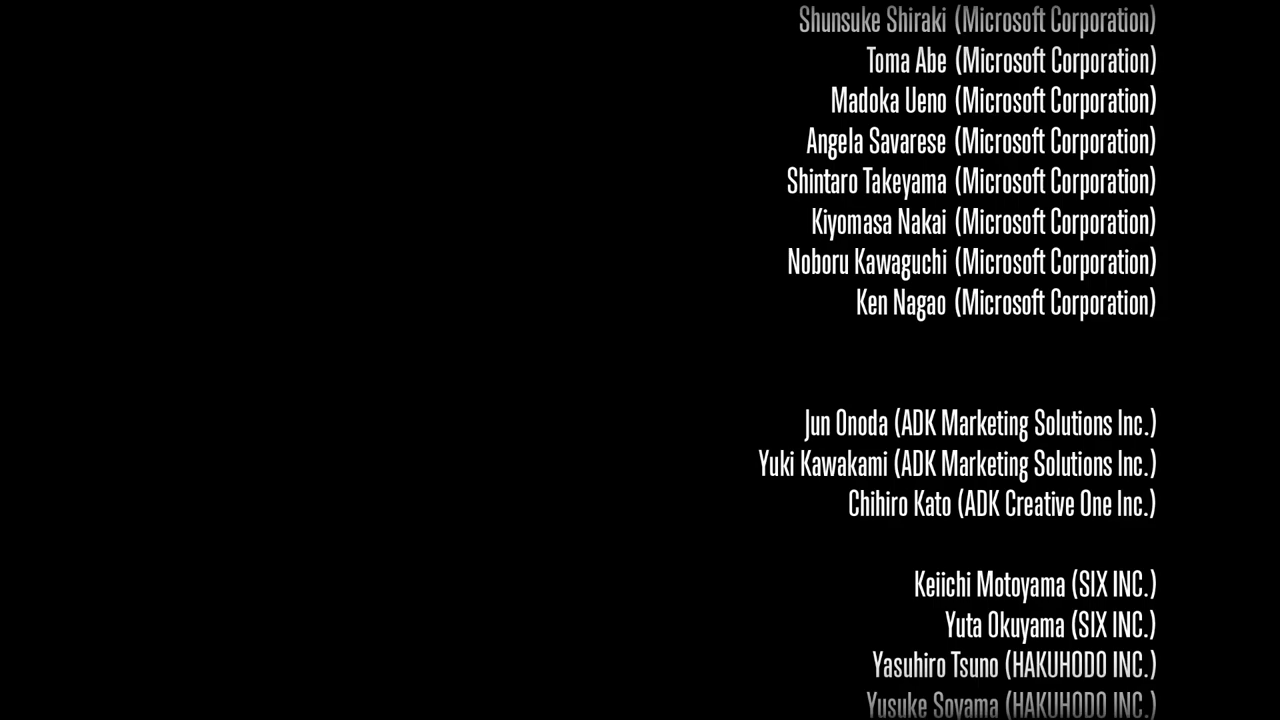 Shunsuke Shiraki (Microsoft Corporation)
Toma Abe (Microsoft Corporation)
Madoka Ueno (Microsoft Corporation)
Angela Savarese (Microsoft Corporation)
Shintaro Takeyama (Microsoft Corporation)
Kiyomasa Nakai (Microsoft Corporation)
Noboru Kawaguchi (Microsoft Corporation)
Ken Nagao (Microsoft Corporation)
Jun Onoda (ADK Marketing Solutions Inc.)
Yuki Kawakami (ADK Marketing Solutions Inc.)
Chihiro Kato (ADK Creative One Inc.)
Keiichi Motoyama (SIX INC.)
Yuta Okuyama (SIX INC.)
Yasuhiro Tsuno (HAKUHODO INC.)
Yusuke Soyama (HAKUHODO INC.)